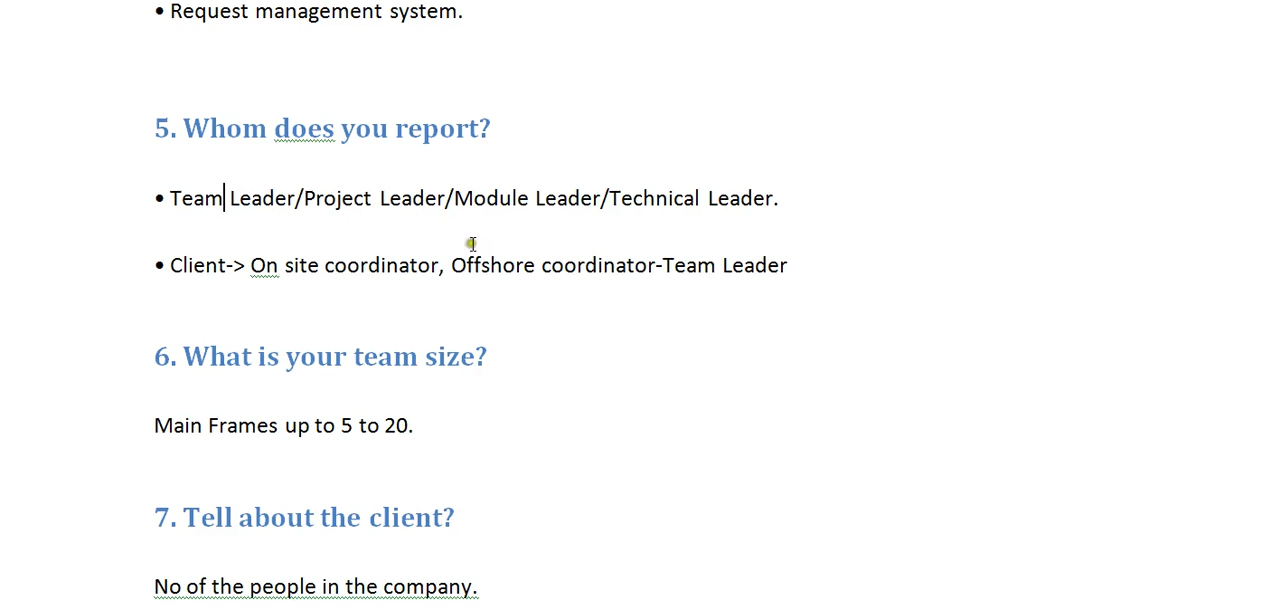 • Request management system.
5. Whom does you report?
• Team Leader/Project Leader/Module Leader/Technical Leader.
• Client-> On site coordinator, Offshore coordinator-Team Leader
6. What is your team size?
Main Frames up to 5 to 20.
7. Tell about the client?
No of the people in the company.